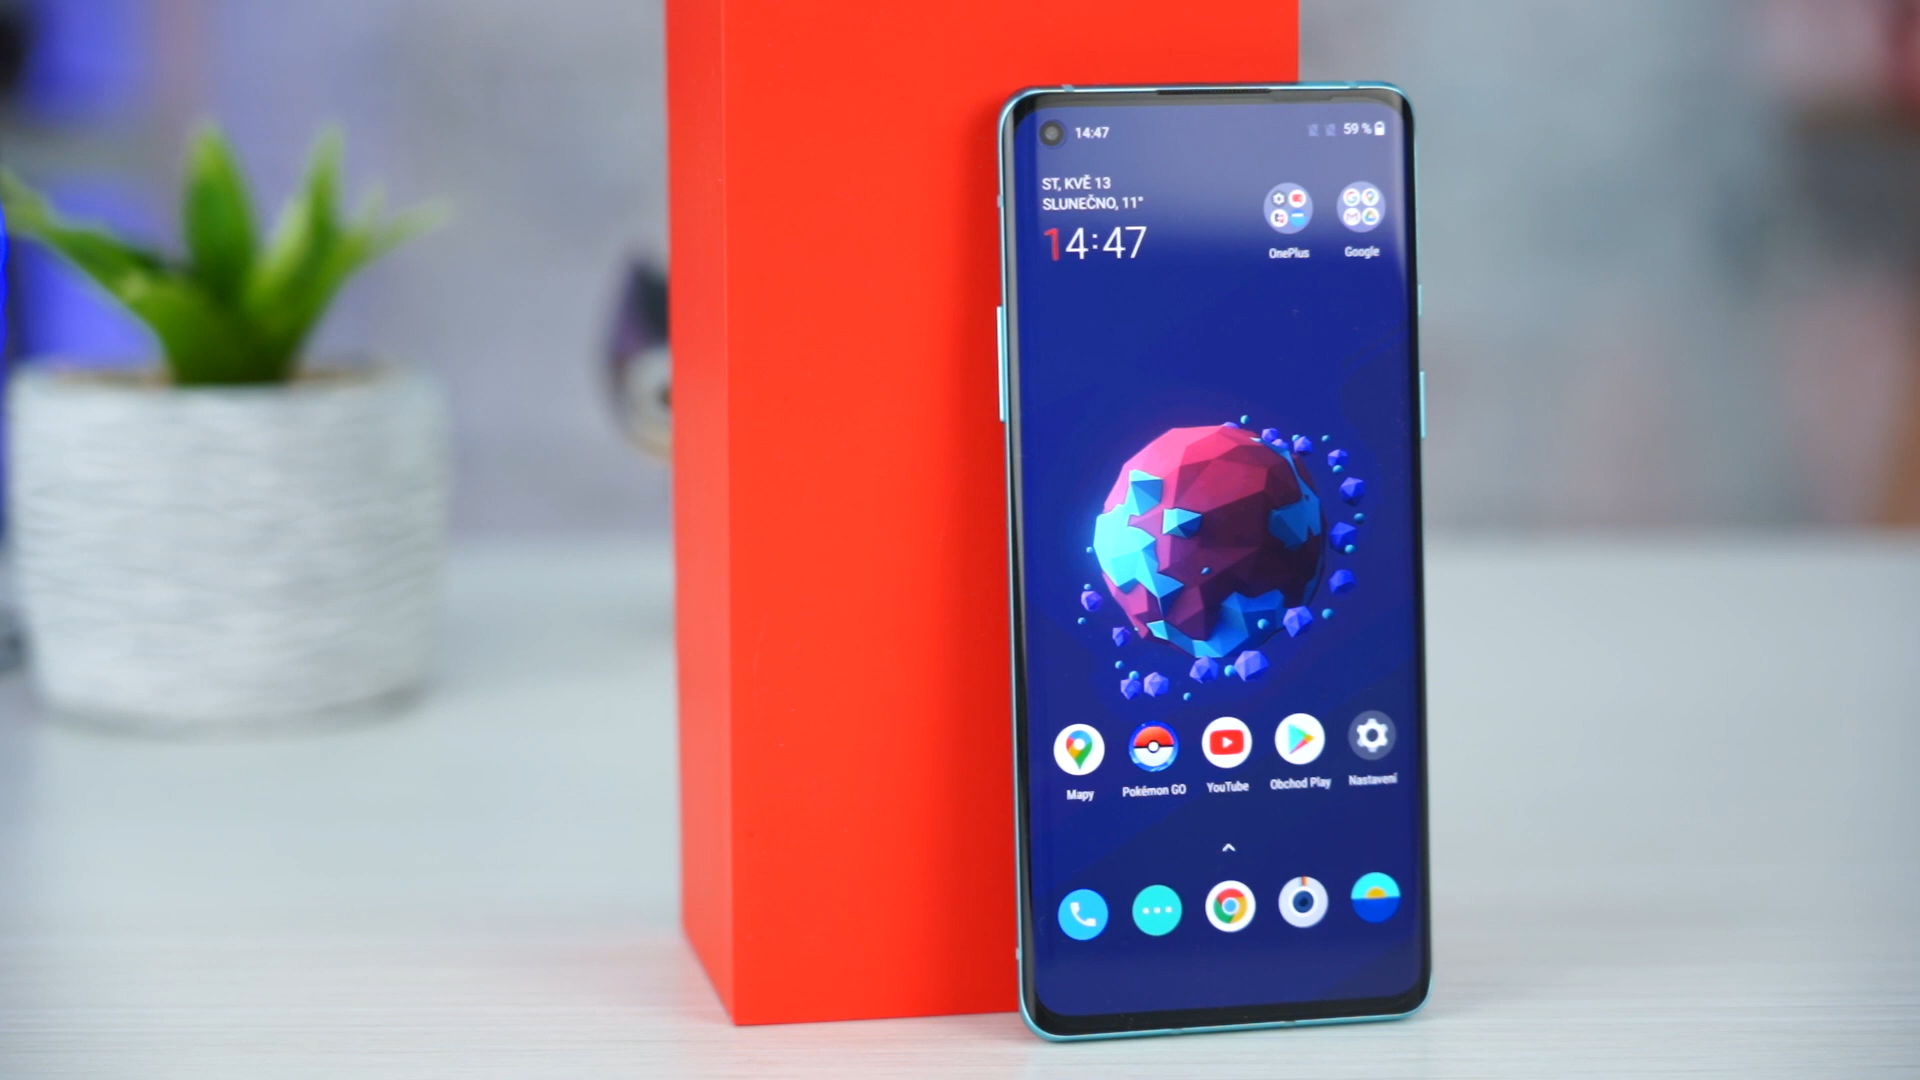 14:47
59 %
ST, KVĚ 13
SLUNEČNO, 11°
14:47
OnePlus
Google
Mapy
Pokémon GO
YouTube
Obchod Play
Nastavení